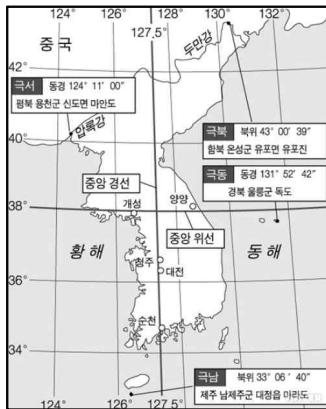 124° 126° 128° 130° 132°
127.5°
중국
두만강
42°
극서 동경 124° 11′ 00″
평북 용천군 신도면 마안도
압록강
40°
극북 북위 43° 00′ 39″
함북 온성군 유포면 유포진
극동 동경 131° 52′ 42″
경북 울릉군 독도
중앙 경선
개성
양양
38°
중앙 위선
황해
동해
청주
대전
36°
순천
34°
극남 북위 33° 06′ 40″
제주 남제주군 대정읍 마라도
124° 126° 127.5° 128°